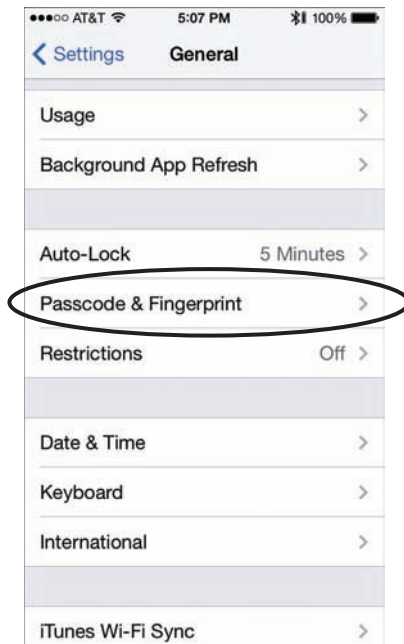 AT&T 5:07 PM 100%
Settings General
Usage
Background App Refresh
Auto-Lock 5 Minutes
Passcode & Fingerprint
Restrictions Off
Date & Time
Keyboard
International
iTunes Wi-Fi Sync